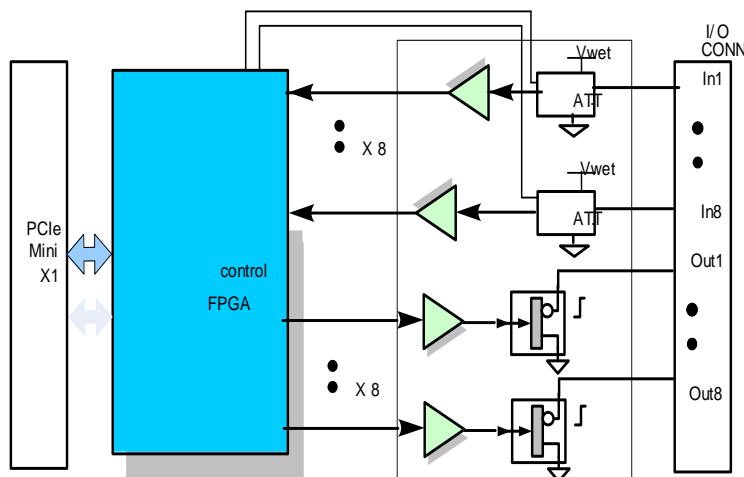 I/O
CONN
Vwet
In1
ATT
X 8
Vwet
In8
ATT
PCIe
Mini
X1
Out1
control
FPGA
X 8
Out8